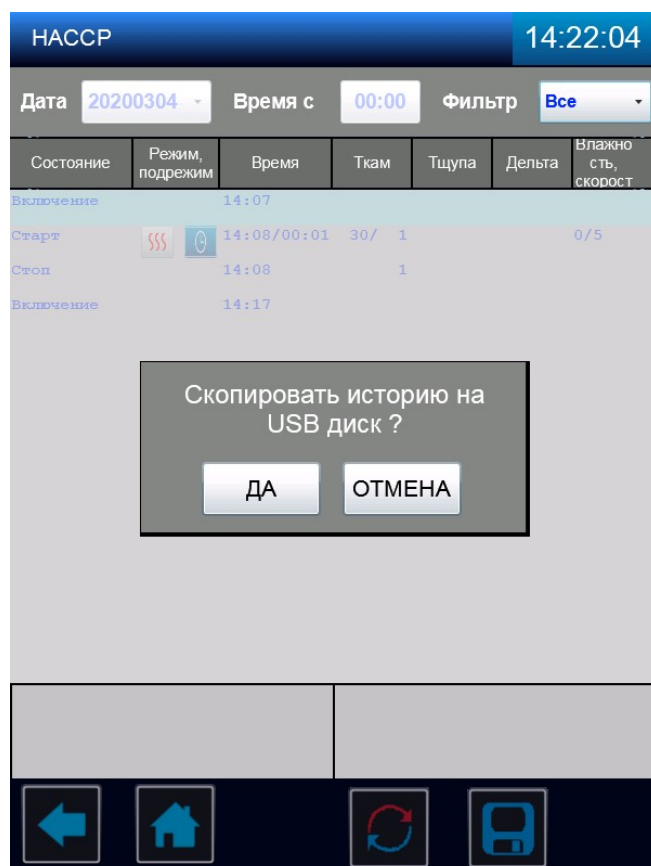 HACCP 14:22:04
Дата 20200304 Время с 00:00 Фильтр Все
Состояние Режим, подрежим Время Ткам Тщупа Дельта Влажно сть, скорост
Включение 14:07
Старт 14:08/00:01 30/ 1 0/5
Стоп 14:08 1
Включение 14:17
Скопировать историю на
USB диск ?
ДА ОТМЕНА